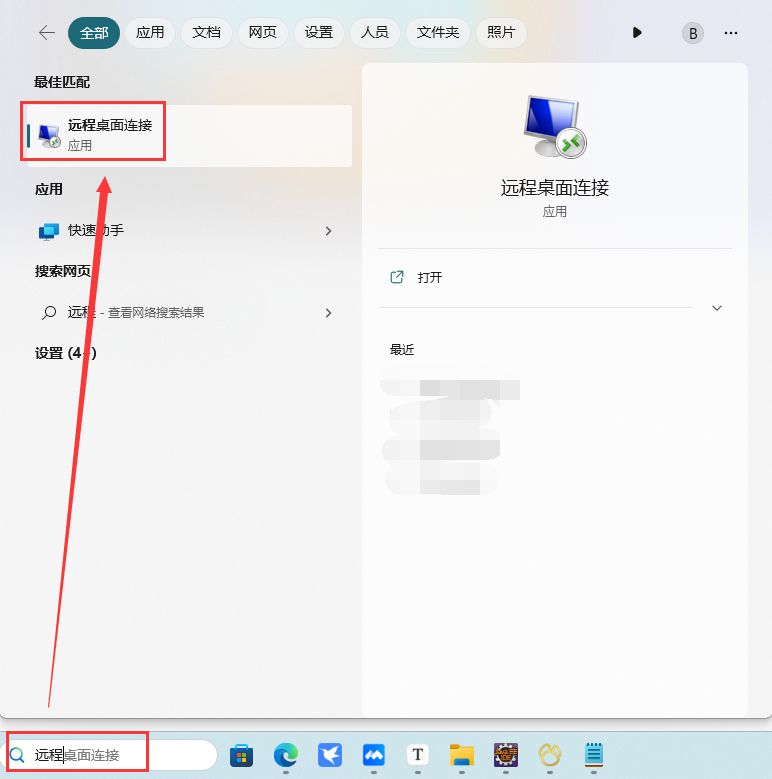 全部 应用 文档 网页 设置 人员 文件夹 照片 B
最佳匹配
远程桌面连接
应用
应用
快速助手
搜索网页
远程 - 查看网络搜索结果
设置 (4+)
远程桌面连接
应用
打开
最近
远程桌面连接
T
IDE